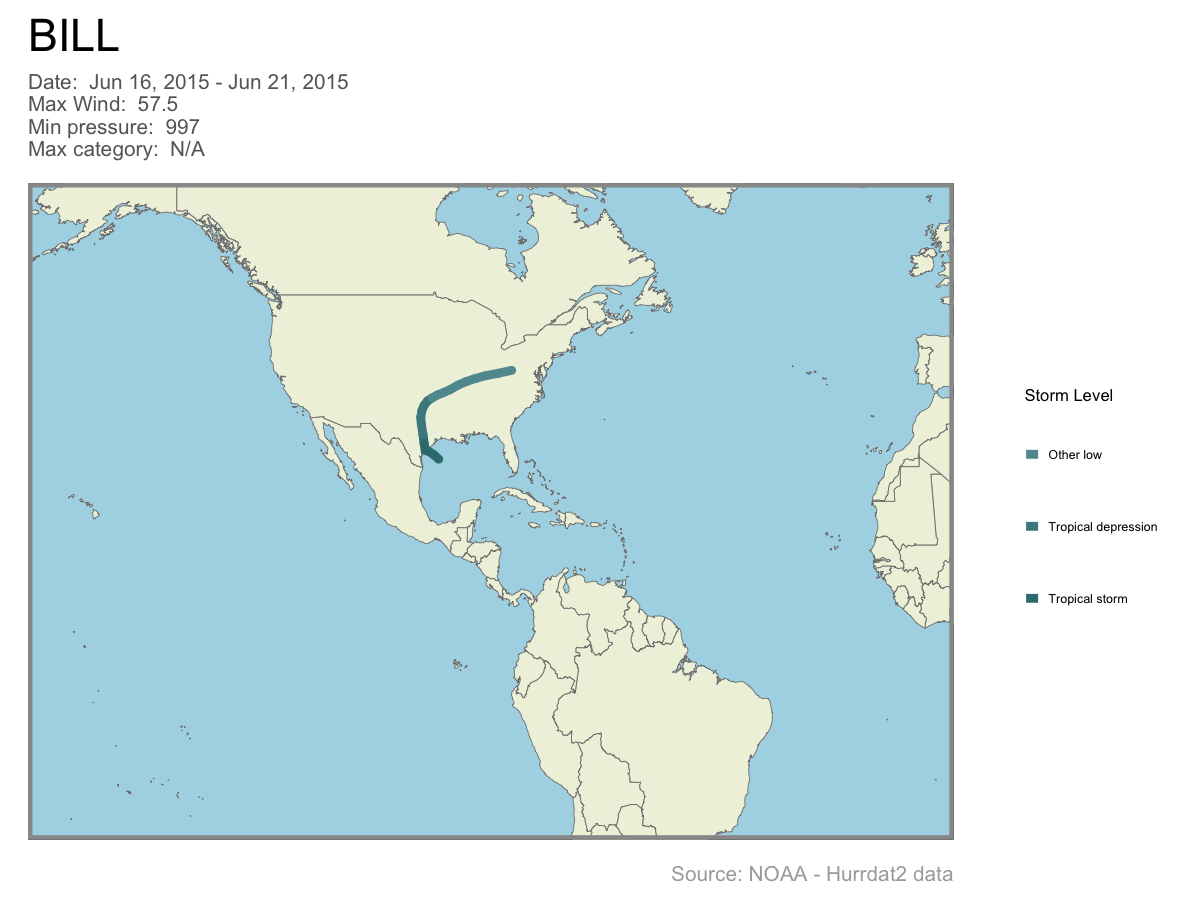 BILL
Date:  Jun 16, 2015 - Jun 21, 2015
Max Wind:  57.5
Min pressure:  997
Max category:  N/A
Storm Level
Other low
Tropical depression
Tropical storm
Source: NOAA - Hurrdat2 data